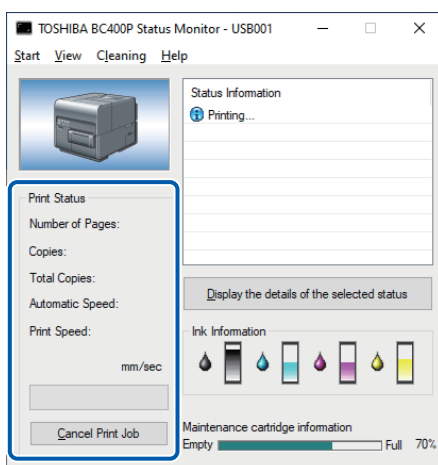 TOSHIBA BC400P Status Monitor - USB001
Start View Cleaning Help
Status Information
Printing...
Print Status
Number of Pages:
Copies:
Total Copies:
Automatic Speed:
Print Speed:
mm/sec
Cancel Print Job
Display the details of the selected status
Ink Information
Maintenance cartridge information
Empty Full 70%